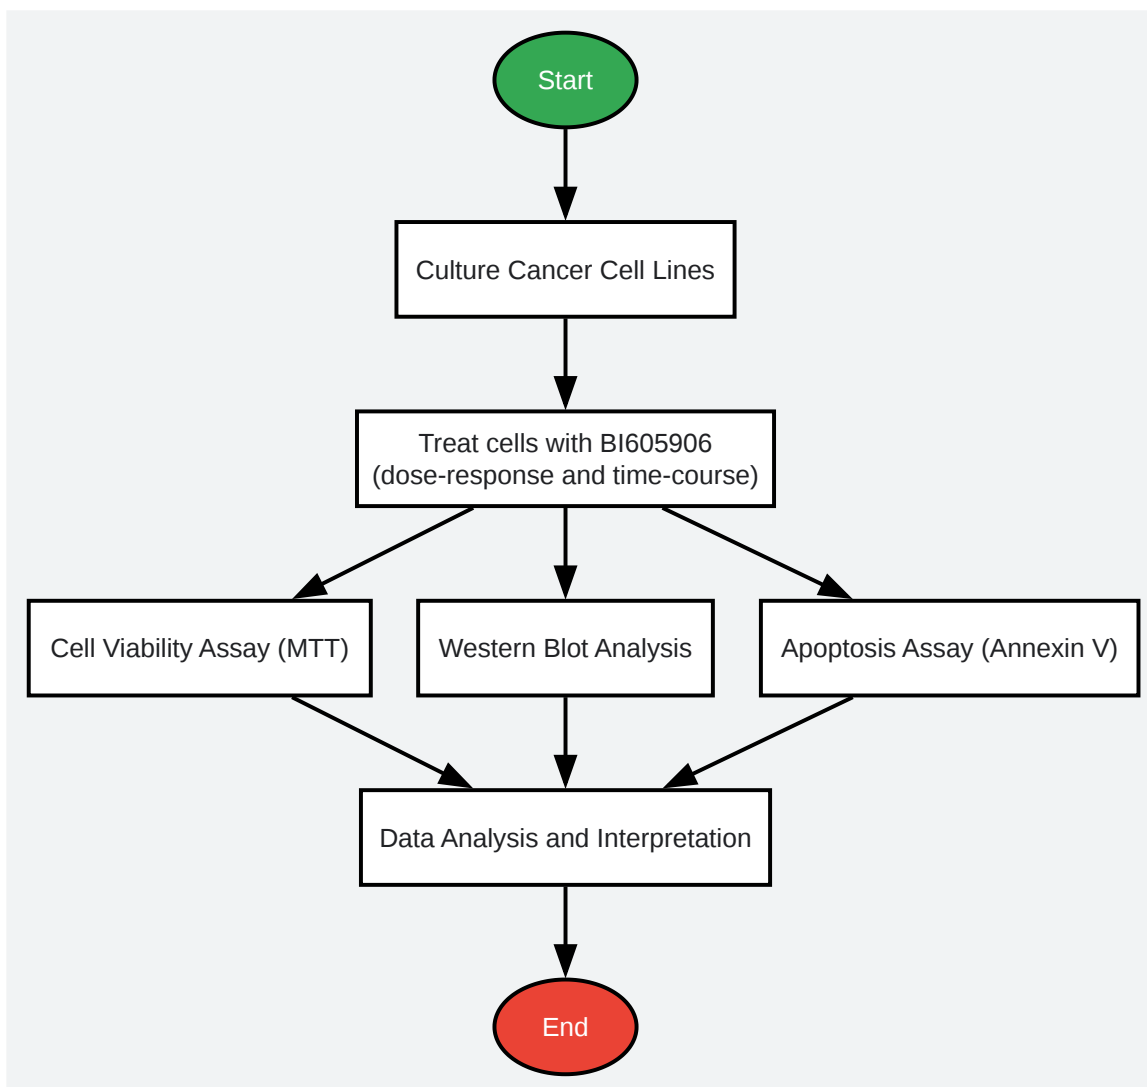 Start
Culture Cancer Cell Lines
Treat cells with BI605906
(dose-response and time-course)
Cell Viability Assay (MTT)
Western Blot Analysis
Apoptosis Assay (Annexin V)
Data Analysis and Interpretation
End